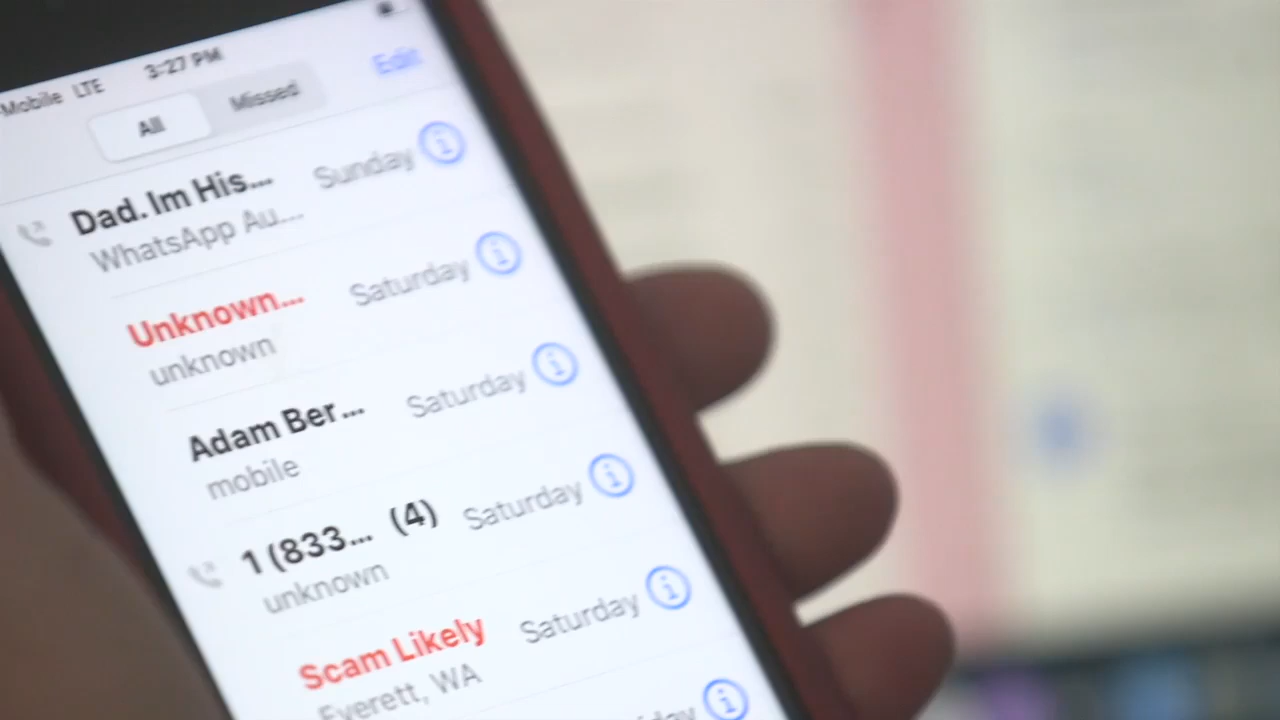 Mobile LTE 3:27 PM
All Missed Edit
Dad. Im His... Sunday
WhatsApp Au...
Unknown... Saturday
unknown
Adam Ber... Saturday
mobile
1 (833... (4) Saturday
unknown
Scam Likely Saturday
Everett, WA